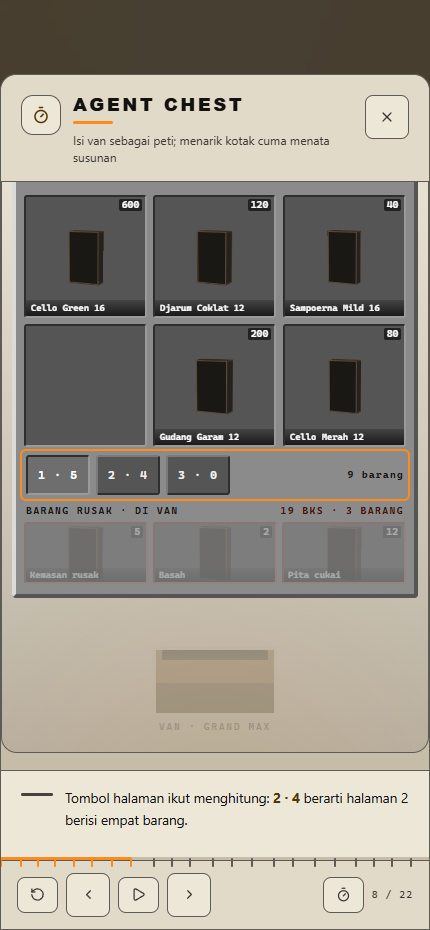 AGENT CHEST
Isi van sebagai peti; menarik kotak cuma menata
susunan
600
120
40
Cello Green 16
Djarum Coklat 12
Sampoerna Mild 16
200
80
Gudang Garam 12
Cello Merah 12
1 · 5
2 · 4
3 · 0
9 barang
BARANG RUSAK · DI VAN
19 BKS · 3 BARANG
5
2
12
Kemasan rusak
Basah
Pita cukai
VAN · GRAND MAX
Tombol halaman ikut menghitung: 2 · 4 berarti halaman 2
berisi empat barang.
8 / 22